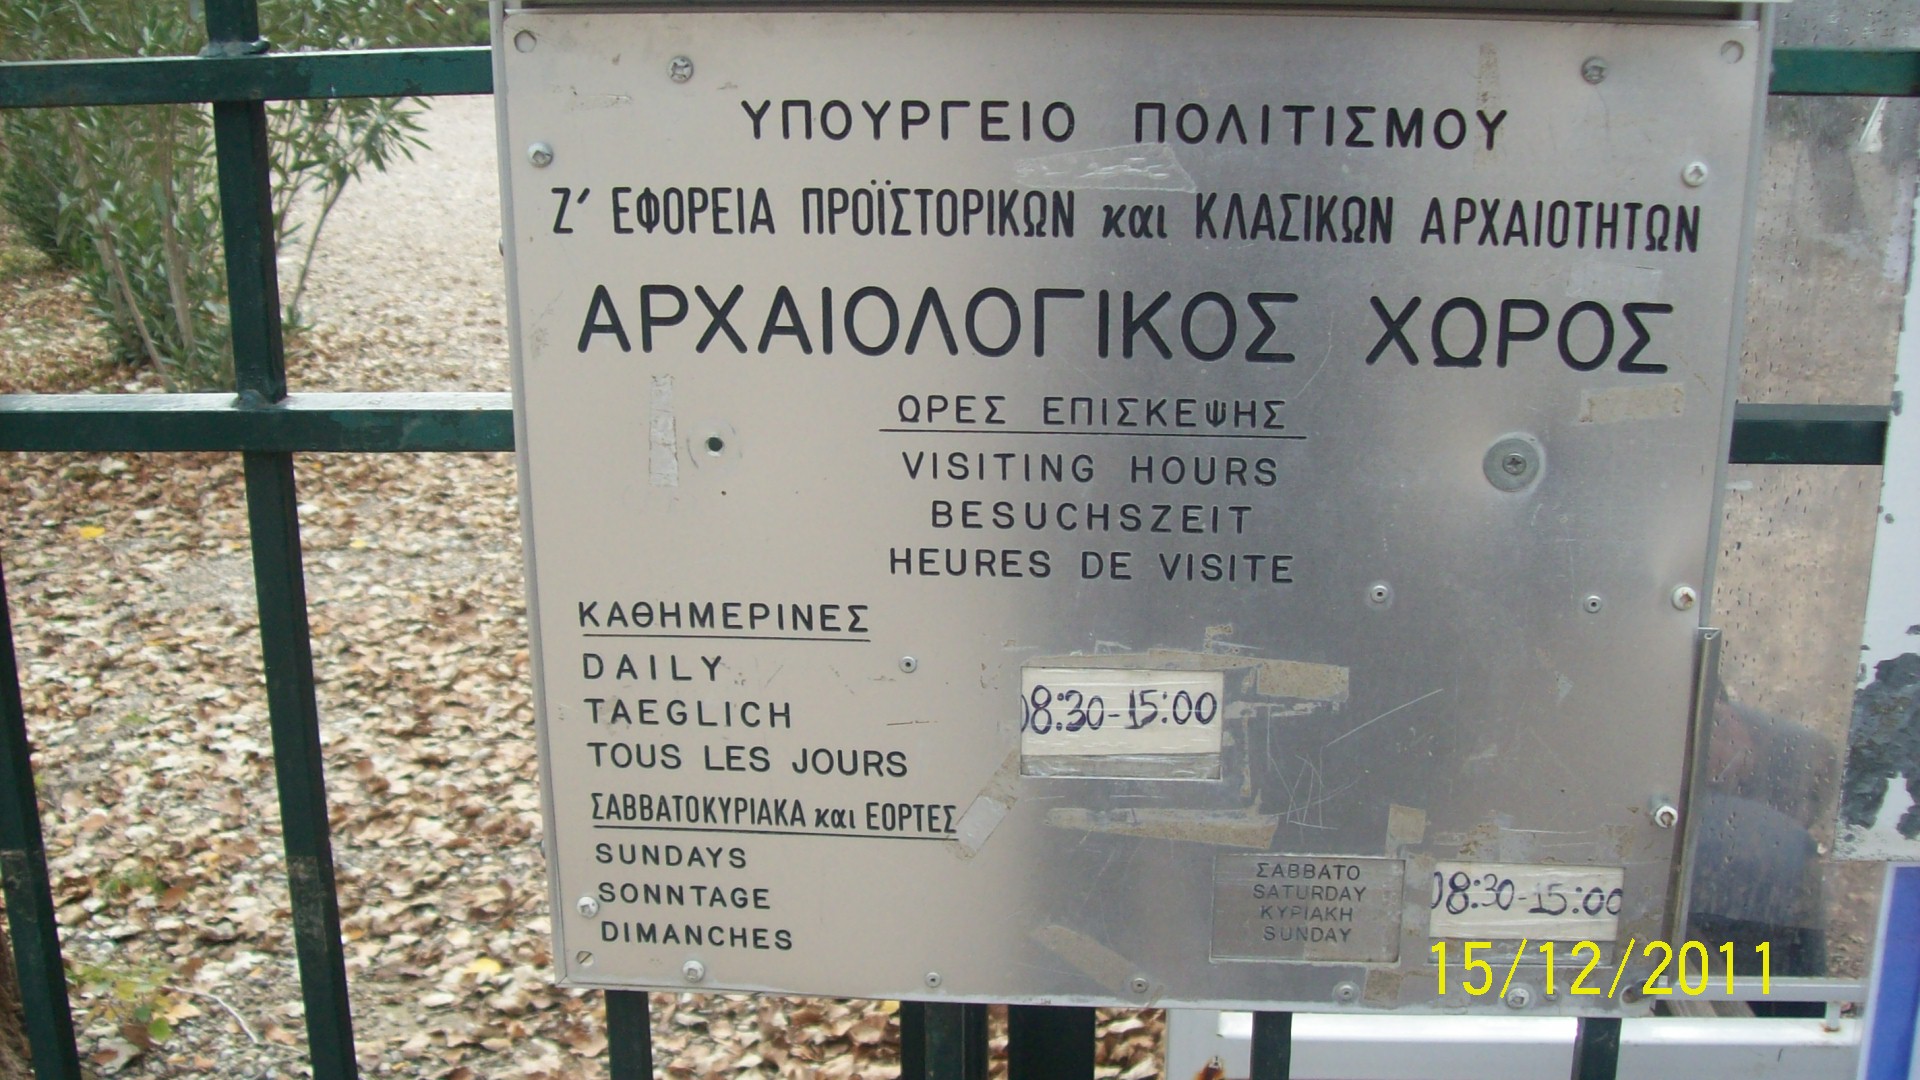 ΥΠΟΥΡΓΕΙΟ ΠΟΛΙΤΙΣΜΟΥ
Ζ' ΕΦΟΡΕΙΑ ΠΡΟΪΣΤΟΡΙΚΩΝ και ΚΛΑΣΙΚΩΝ ΑΡΧΑΙΟΤΗΤΩΝ
ΑΡΧΑΙΟΛΟΓΙΚΟΣ ΧΩΡΟΣ
ΩΡΕΣ ΕΠΙΣΚΕΨΗΣ
VISITING HOURS
BESUCHSZEIT
HEURES DE VISITE
ΚΑΘΗΜΕΡΙΝΕΣ
DAILY
TAEGLICH
TOUS LES JOURS
08:30-15:00
ΣΑΒΒΑΤΟΚΥΡΙΑΚΑ και ΕΟΡΤΕΣ
SUNDAYS
SONNTAGE
DIMANCHES
ΣΑΒΒΑΤΟ
SATURDAY
ΚΥΡΙΑΚΗ
SUNDAY
08:30-15:00
15/12/2011